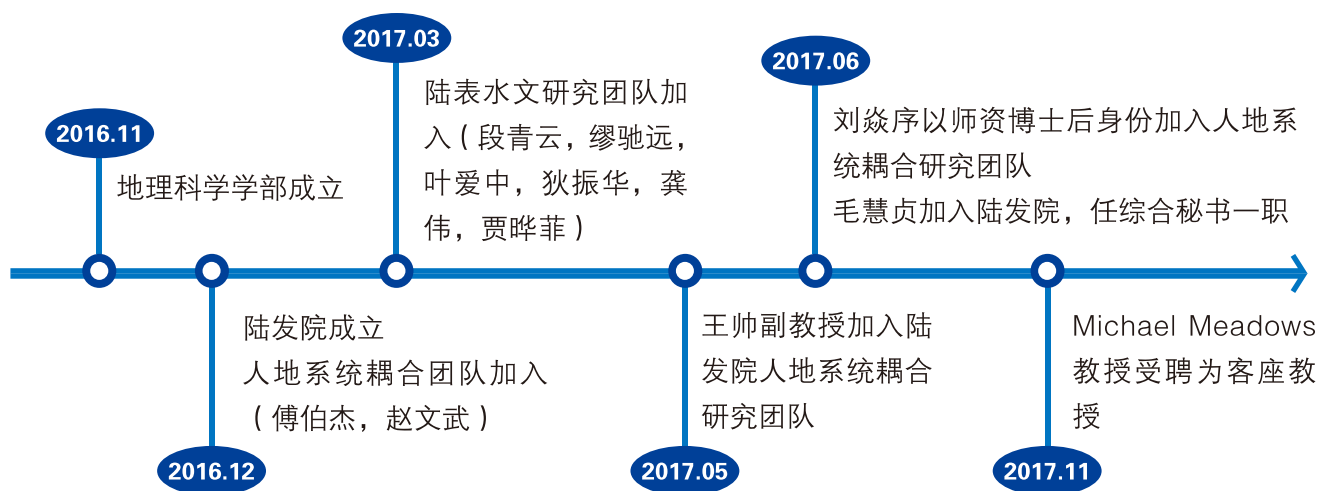 2016.11
地理科学学部成立
2016.12
陆发院成立
人地系统耦合团队加入
（傅伯杰，赵文武）
2017.03
陆表水文研究团队加
入（段青云，缪驰远，
叶爱中，狄振华，龚
伟，贾晔菲）
2017.05
王帅副教授加入陆
发院人地系统耦合
研究团队
2017.06
刘焱序以师资博士后身份加入人地系
统耦合研究团队
毛慧贞加入陆发院，任综合秘书一职
2017.11
Michael Meadows
教授受聘为客座教
授